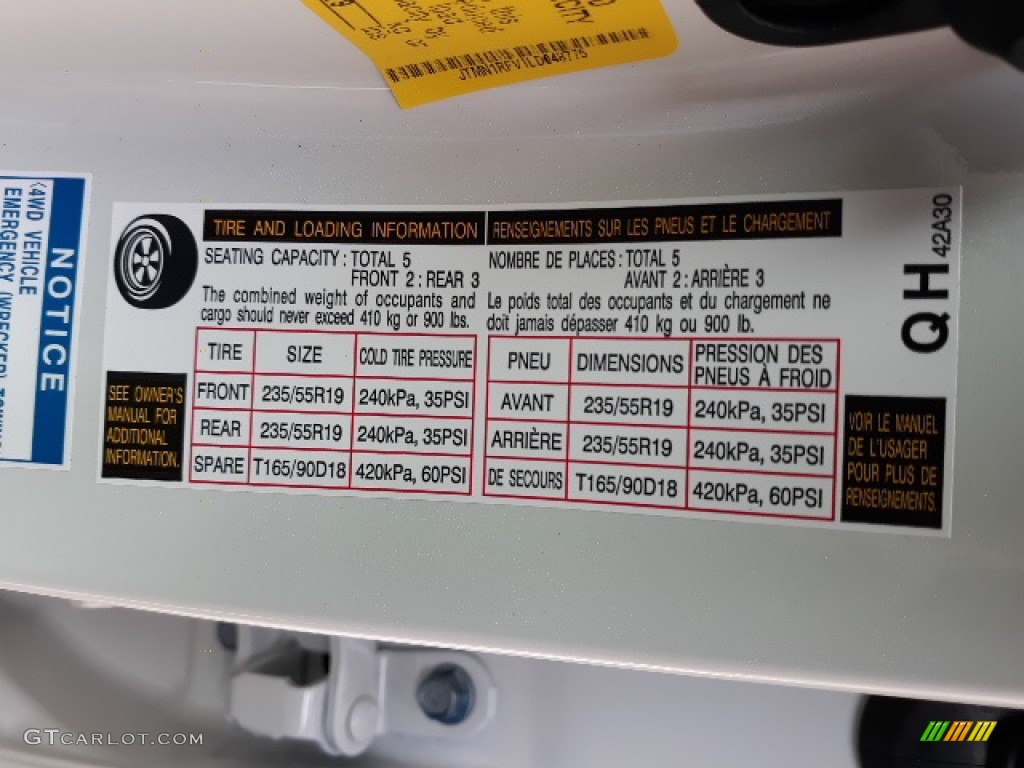 JTMN1RFV1LD048775
NOTICE
(4WD VEHICLE
EMERGENCY (WRECKER)
TIRE AND LOADING INFORMATION
SEATING CAPACITY : TOTAL 5
FRONT 2 : REAR 3
The combined weight of occupants and
cargo should never exceed 410 kg or 900 lbs.
TIRE SIZE COLD TIRE PRESSURE
FRONT 235/55R19 240kPa, 35PSI
REAR 235/55R19 240kPa, 35PSI
SPARE T165/90D18 420kPa, 60PSI
SEE OWNER'S
MANUAL FOR
ADDITIONAL
INFORMATION.
RENSEIGNEMENTS SUR LES PNEUS ET LE CHARGEMENT
NOMBRE DE PLACES : TOTAL 5
AVANT 2 : ARRIÈRE 3
Le poids total des occupants et du chargement ne
doit jamais dépasser 410 kg ou 900 lb.
PNEU DIMENSIONS PRESSION DES
PNEUS À FROID
AVANT 235/55R19 240kPa, 35PSI
ARRIÈRE 235/55R19 240kPa, 35PSI
DE SECOURS T165/90D18 420kPa, 60PSI
VOIR LE MANUEL
DE L'USAGER
POUR PLUS DE
RENSEIGNEMENTS.
QH 42A30
GTCARLOT.COM